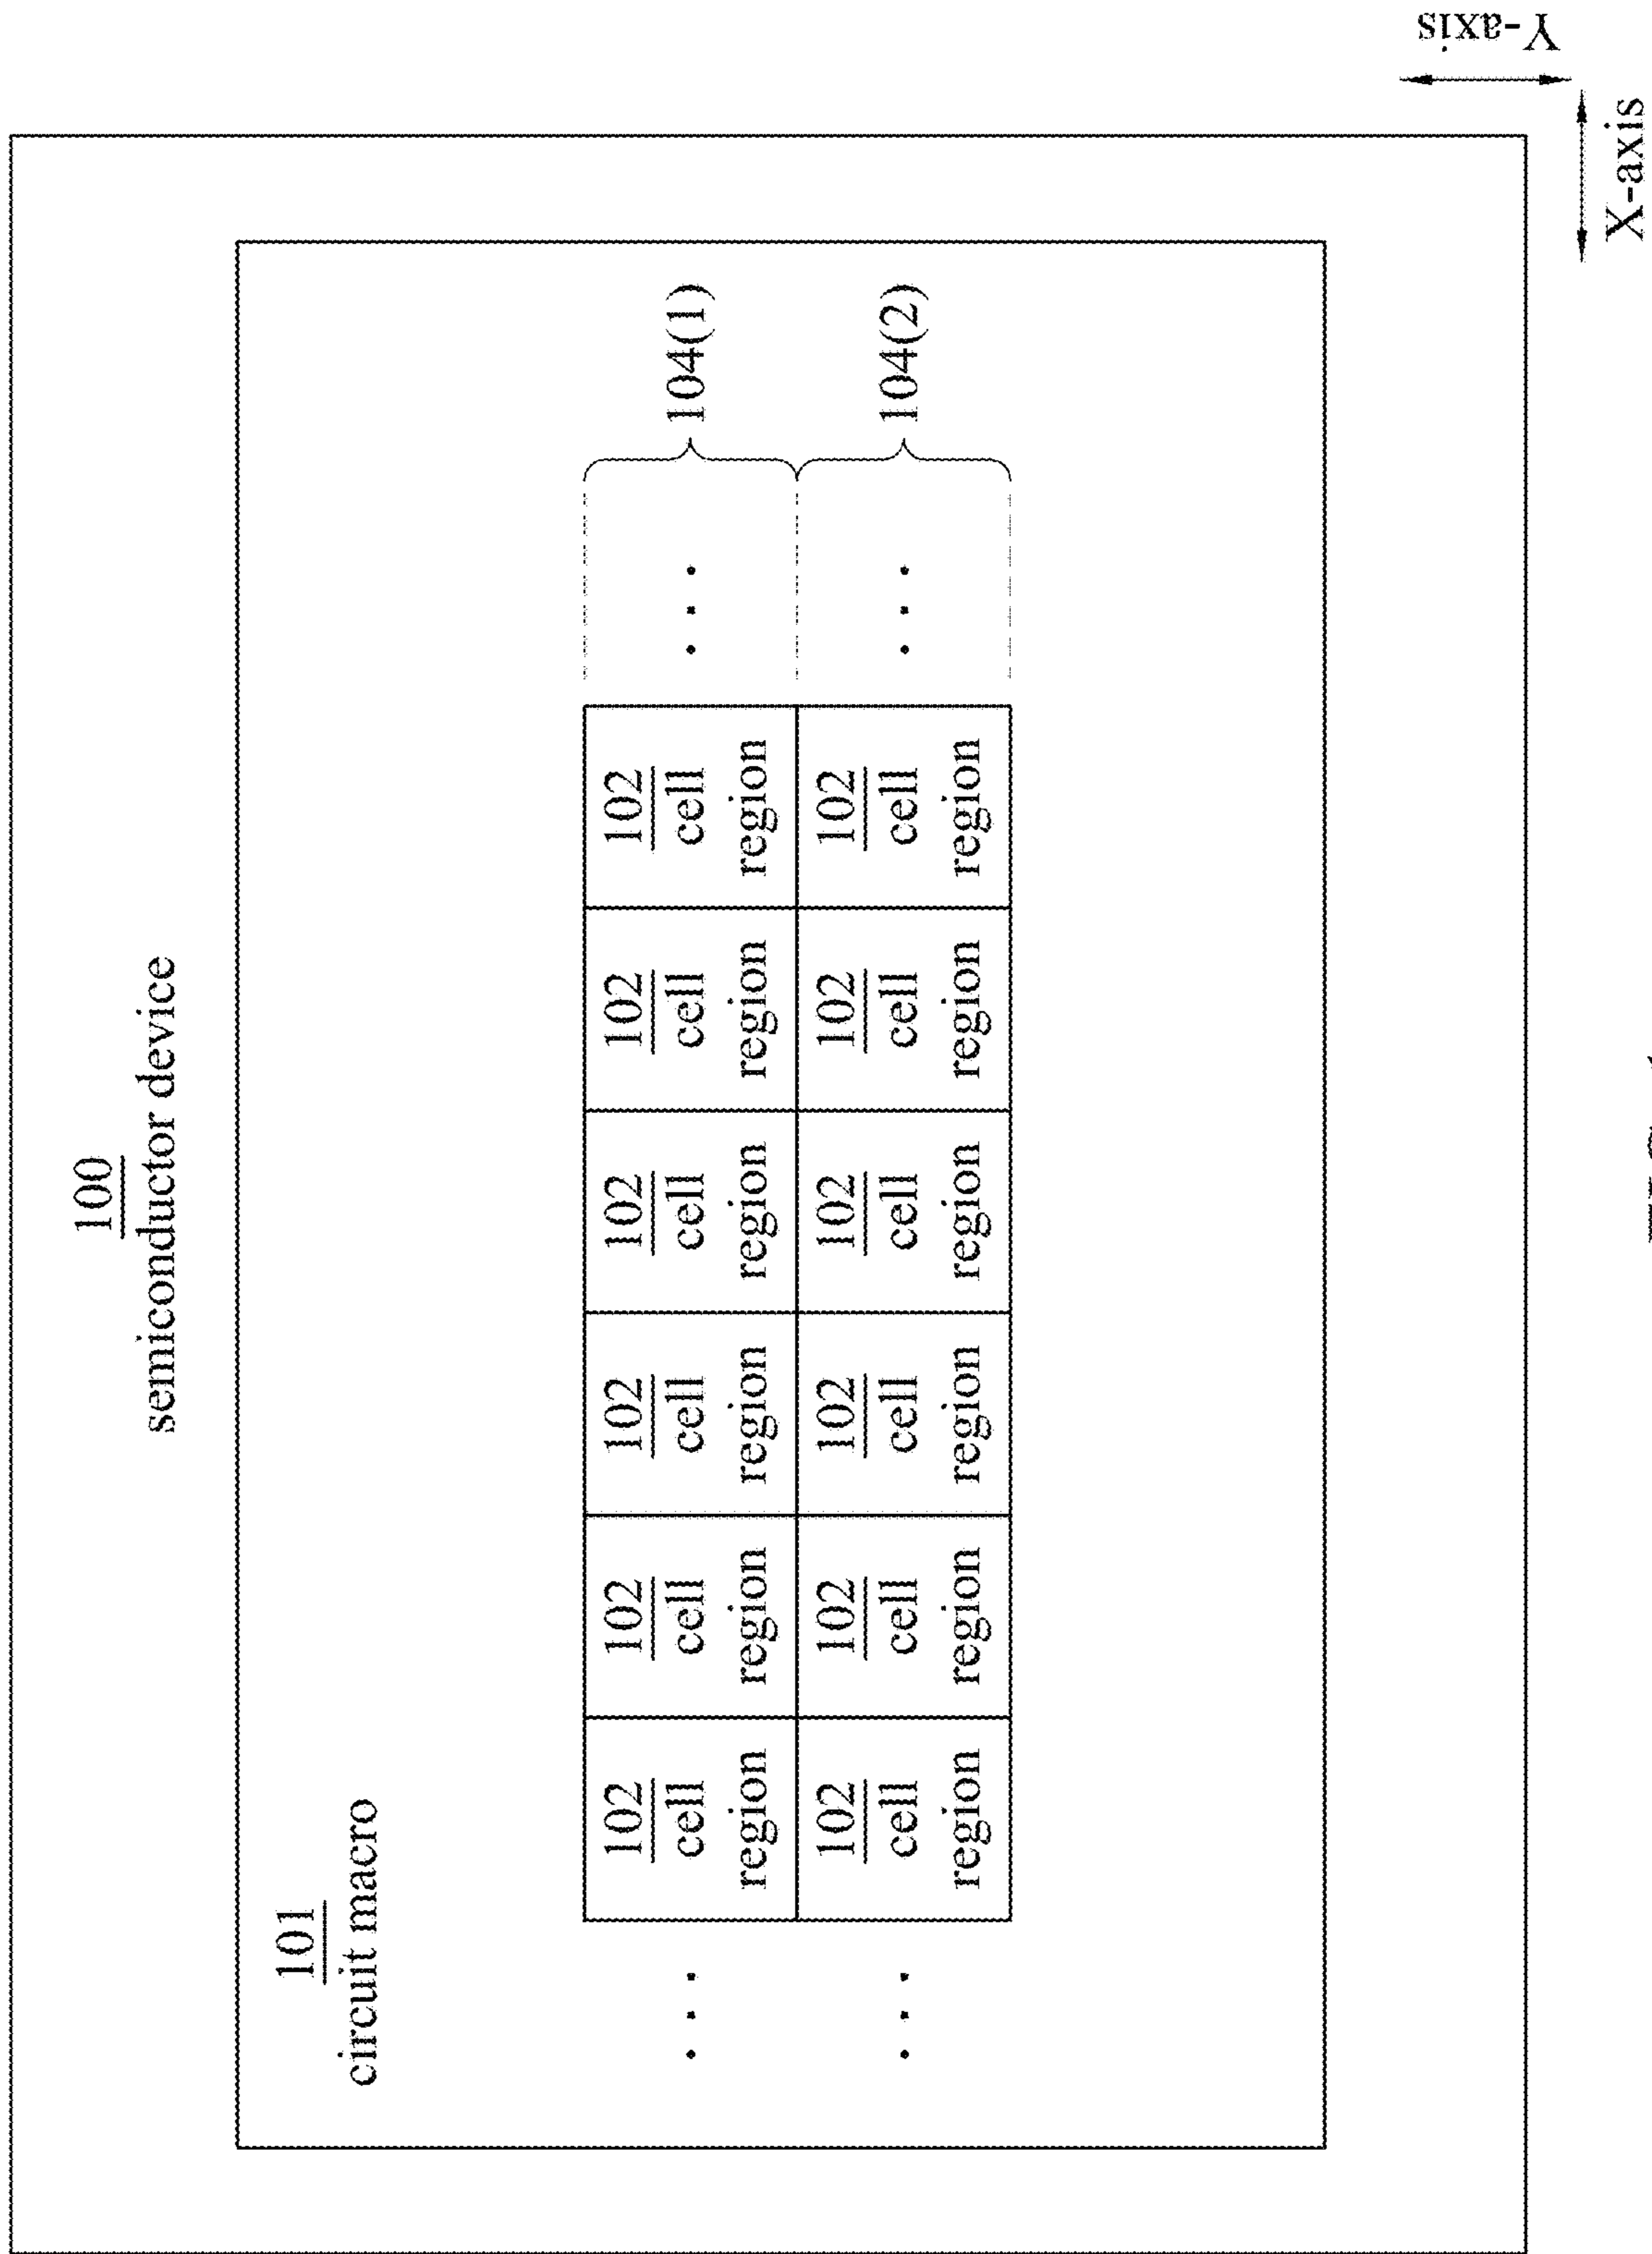 100
semiconductor device
101
circuit macro
. . .
102
cell
region
102
cell
region
102
cell
region
102
cell
region
102
cell
region
102
cell
region
. . .
104(1)
. . .
102
cell
region
102
cell
region
102
cell
region
102
cell
region
102
cell
region
102
cell
region
. . .
104(2)
Y-axis
X-axis